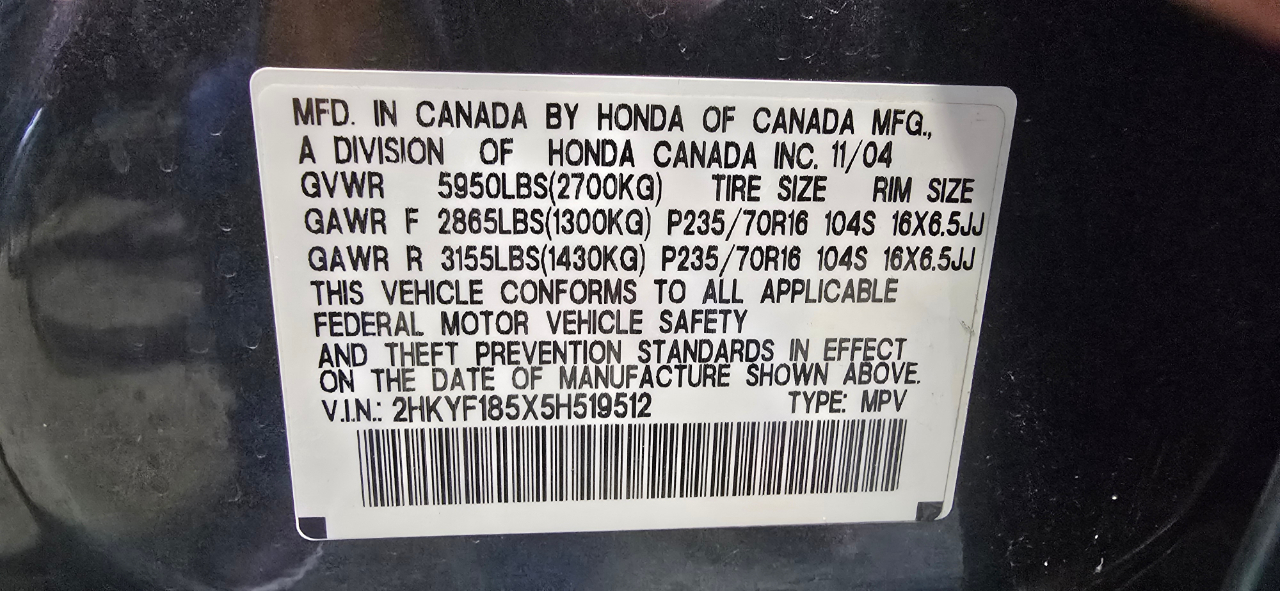 MFD. IN CANADA BY HONDA OF CANADA MFG.,
A DIVISION OF HONDA CANADA INC. 11/04
GVWR 5950LBS(2700KG) TIRE SIZE RIM SIZE
GAWR F 2865LBS(1300KG) P235/70R16 104S 16X6.5JJ
GAWR R 3155LBS(1430KG) P235/70R16 104S 16X6.5JJ
THIS VEHICLE CONFORMS TO ALL APPLICABLE
FEDERAL MOTOR VEHICLE SAFETY
AND THEFT PREVENTION STANDARDS IN EFFECT
ON THE DATE OF MANUFACTURE SHOWN ABOVE.
V.I.N.: 2HKYF185X5H519512 TYPE: MPV